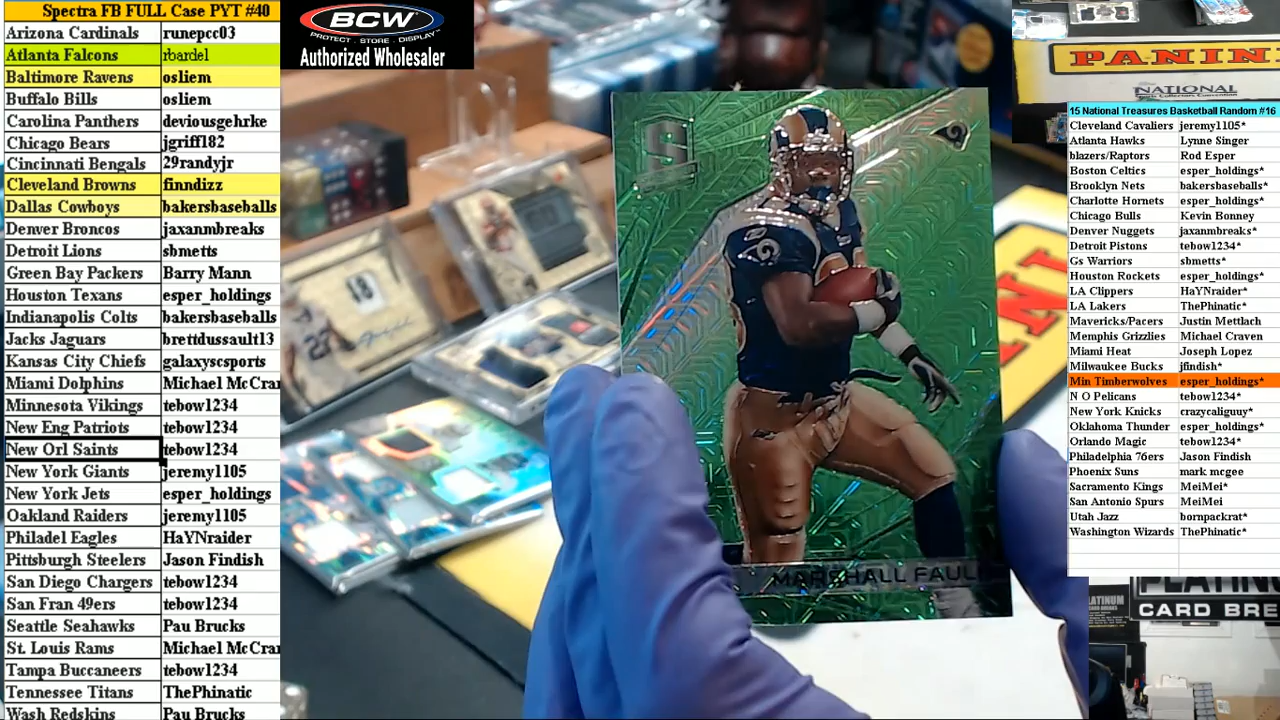 Spectra FB FULL Case PYT #40
Arizona Cardinals runepcc03
Atlanta Falcons rbardel
Baltimore Ravens osliem
Buffalo Bills osliem
Carolina Panthers deviousgehrke
Chicago Bears jgriff182
Cincinnati Bengals 29randyjr
Cleveland Browns finndizz
Dallas Cowboys bakersbaseballs
Denver Broncos jaxanmbreaks
Detroit Lions sbmetts
Green Bay Packers Barry Mann
Houston Texans esper_holdings
Indianapolis Colts bakersbaseballs
Jacks Jaguars brettdussault13
Kansas City Chiefs galaxyscsports
Miami Dolphins Michael McCra
Minnesota Vikings tebow1234
New Eng Patriots tebow1234
New Orl Saints tebow1234
New York Giants jeremy1105
New York Jets esper_holdings
Oakland Raiders jeremy1105
Philadel Eagles HaYNraider
Pittsburgh Steelers Jason Findish
San Diego Chargers tebow1234
San Fran 49ers tebow1234
Seattle Seahawks Pau Brucks
St. Louis Rams Michael McCra
Tampa Buccaneers tebow1234
Tennessee Titans ThePhinatic
Wash Redskins Pau Brucks
BCW
PROTECT. STORE. DISPLAY.
Authorized Wholesaler
S
18
27
MARSHALL FAUL
PANINI
THE NATIONAL
15 National Treasures Basketball Random #16
Cleveland Cavaliers jeremy1105*
Atlanta Hawks Lynne Singer
blazers/Raptors Rod Esper
Boston Celtics esper_holdings*
Brooklyn Nets bakersbaseballs*
Charlotte Hornets esper_holdings*
Chicago Bulls Kevin Bonney
Denver Nuggets jaxanmbreaks*
Detroit Pistons tebow1234*
Gs Warriors sbmetts*
Houston Rockets esper_holdings*
LA Clippers HaYNraider*
LA Lakers ThePhinatic*
Mavericks/Pacers Justin Mettlach
Memphis Grizzlies Michael Craven
Miami Heat Joseph Lopez
Milwaukee Bucks jfindish*
Min Timberwolves esper_holdings*
N O Pelicans tebow1234*
New York Knicks crazycaliguuy*
Oklahoma Thunder esper_holdings*
Orlando Magic tebow1234*
Philadelphia 76ers Jason Findish
Phoenix Suns mark mcgee
Sacramento Kings MeiMei*
San Antonio Spurs MeiMei
Utah Jazz bornpackrat*
Washington Wizards ThePhinatic*
PLATIN
CARD BRE